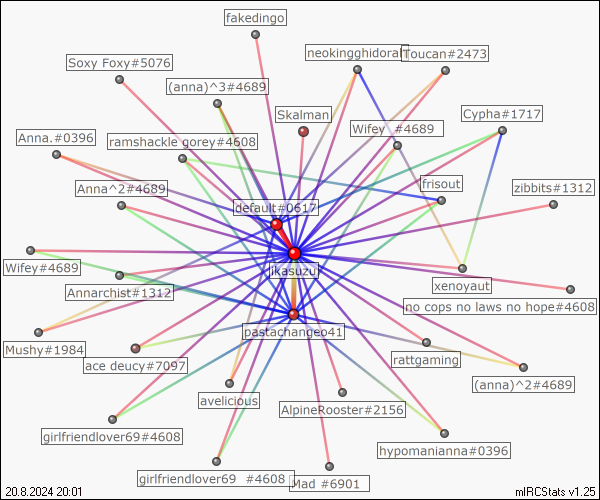 fakedingo
neokingghidoraI
Toucan#2473
Soxy Foxy#5076
(anna)^3#4689
Skalman
Cypha#1717
Wifey #4689
Anna.#0396
ramshackle gorey#4608
Anna^2#4689
frisout
zibbits#1312
default#0617
Wifey#4689
ikasuzu
xenoyaut
Annarchist#1312
no cops no laws no hope#4608
pastachangeo41
Mushy#1984
ace deucy#7097
rattgaming
(anna)^2#4689
avelicious
AlpineRooster#2156
girlfriendlover69#4608
hypomanianna#0396
girlfriendlover69 #4608
Mad #6901
20.8.2024 20:01
mIRCStats v1.25